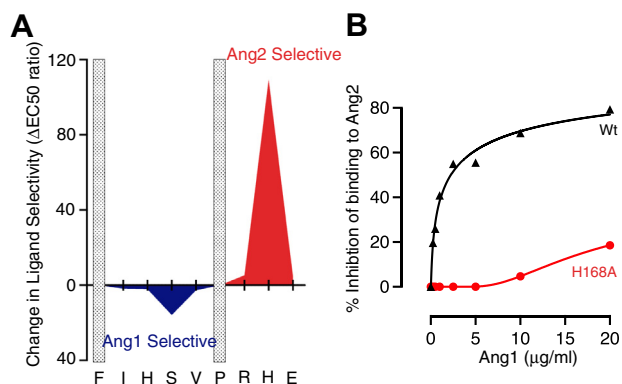 A
Change in Ligand Selectivity (ΔEC50 ratio)
120
80
40
0
40
Ang2 Selective
Ang1 Selective
F I H S V P R H E
B
% Inhibtion of binding to Ang2
80
60
40
20
0
Wt
H168A
0 5 10 15 20
Ang1 (μg/ml)